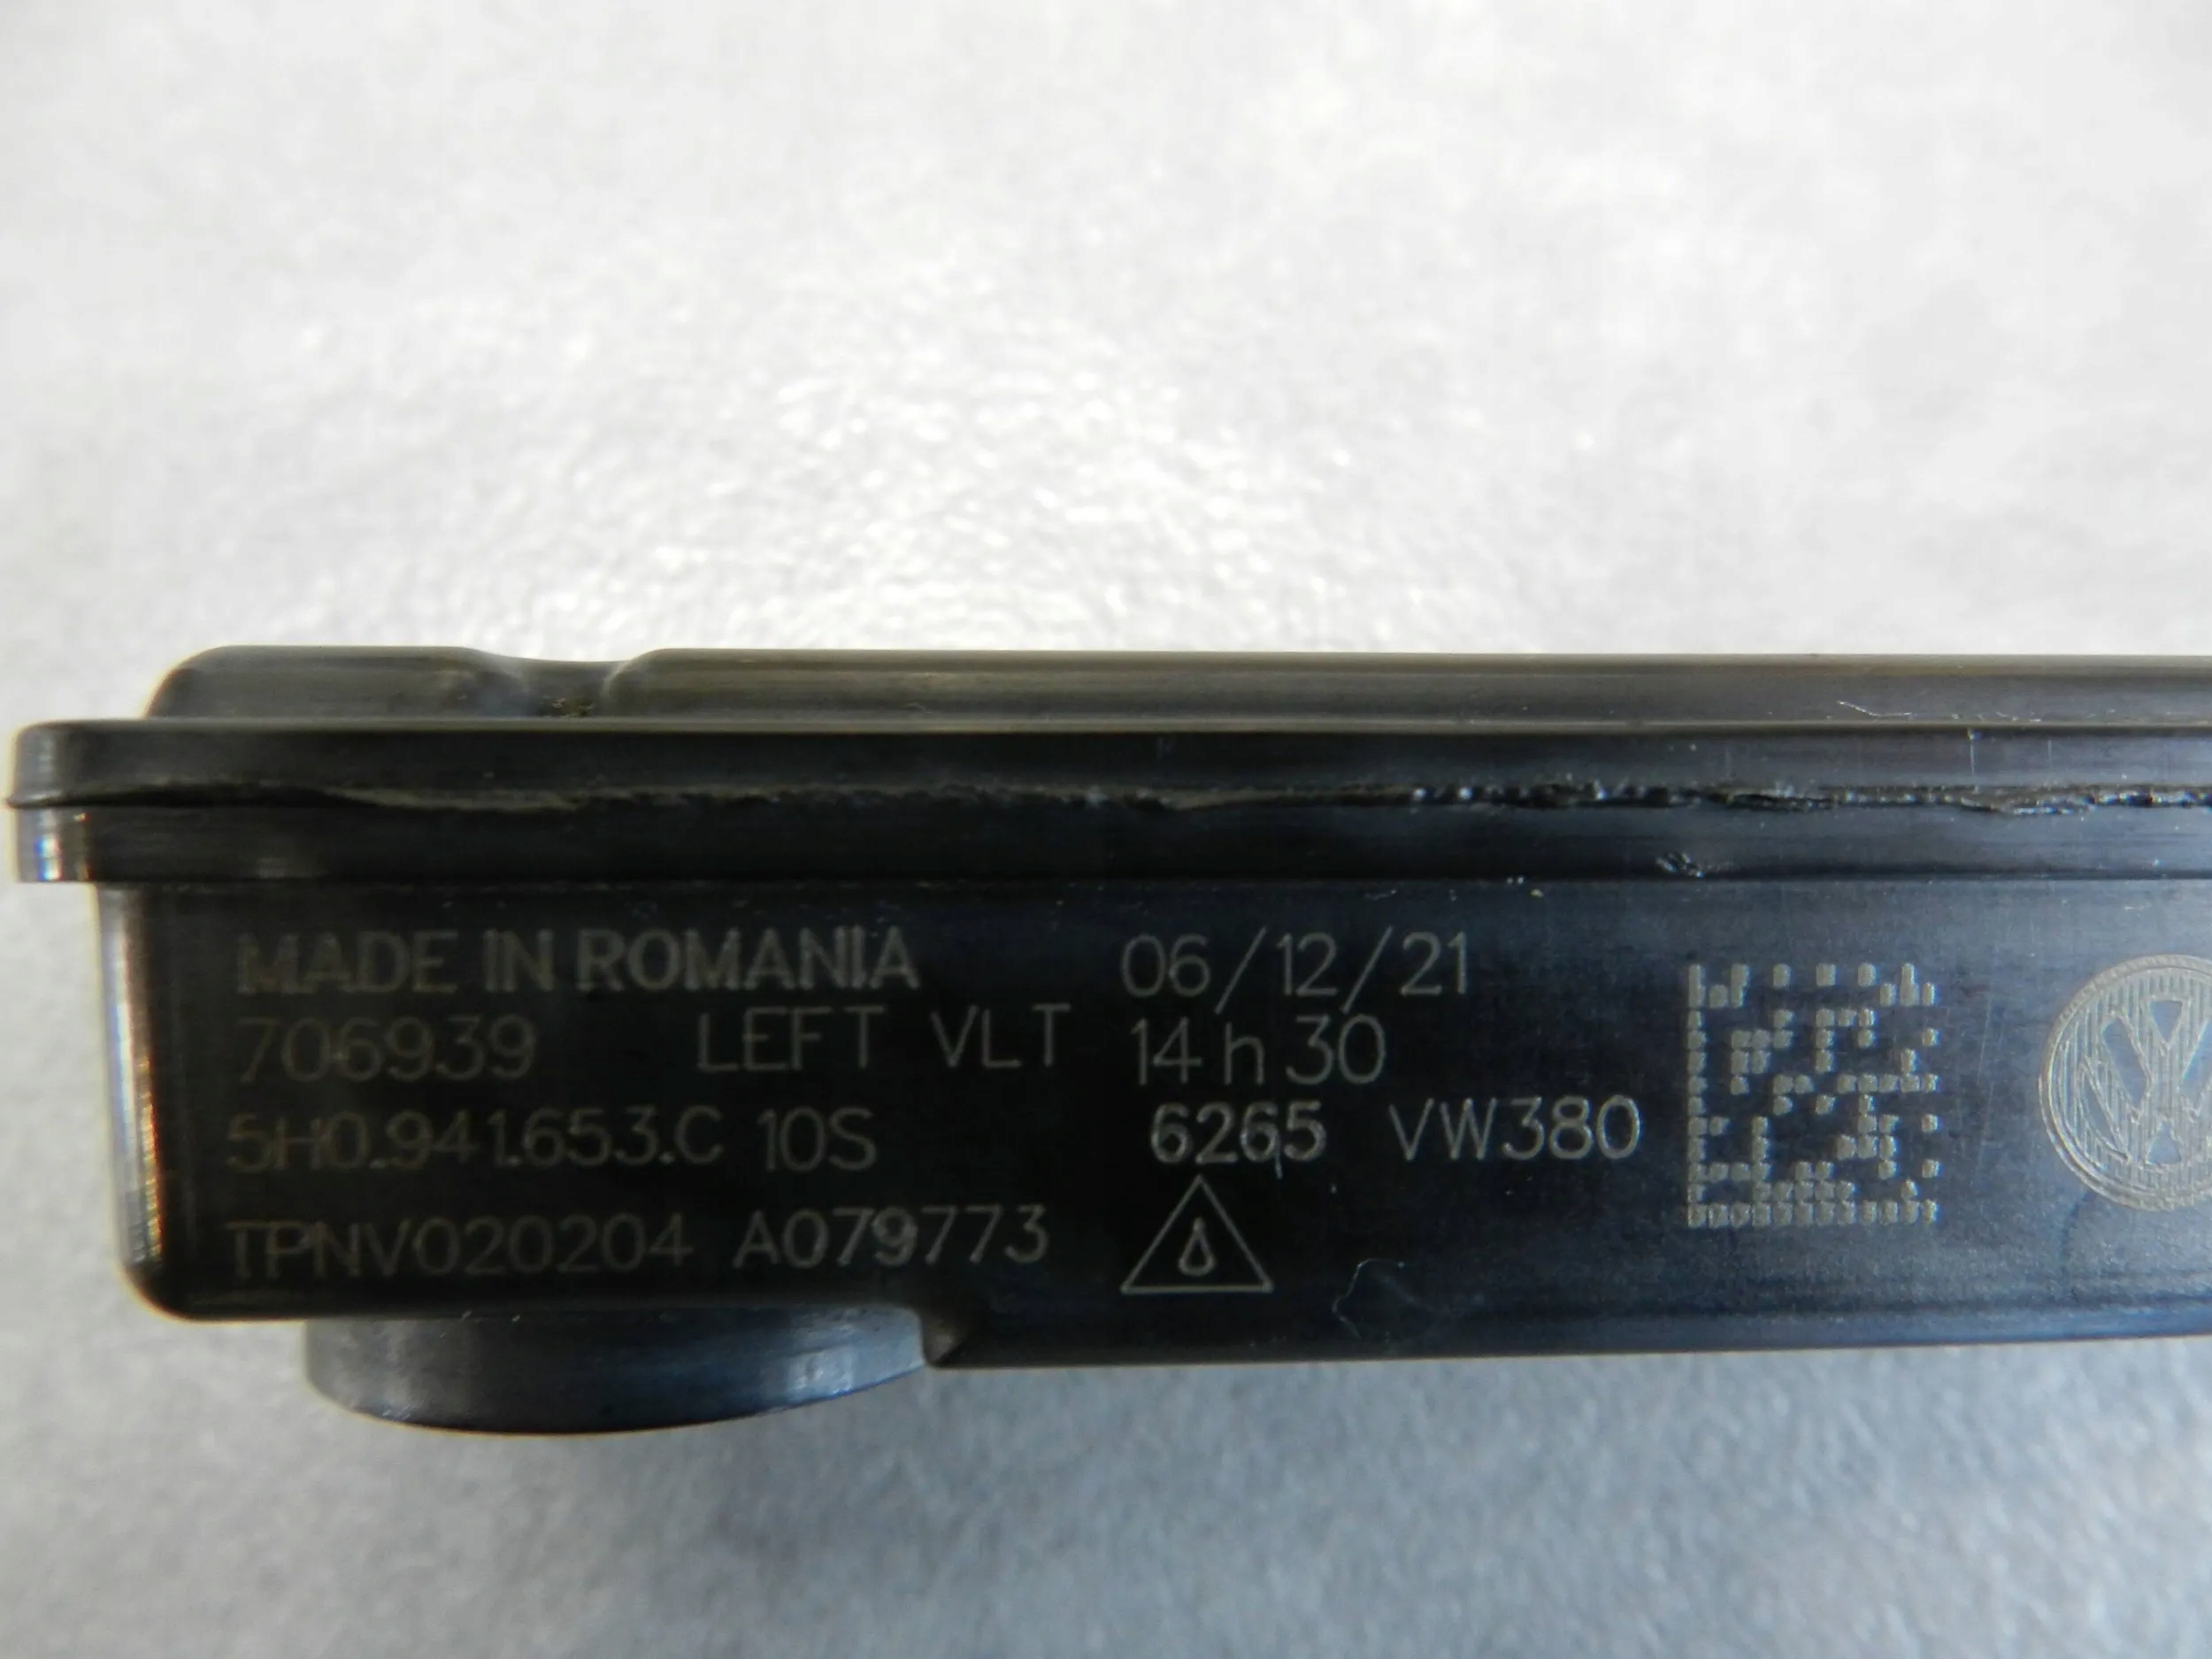 MADE IN ROMANIA 06/12/21
706939 LEFT VLT 14 h 30
5H0.941.653.C 10S 6265 VW380
TPNV020204 A079773
VW